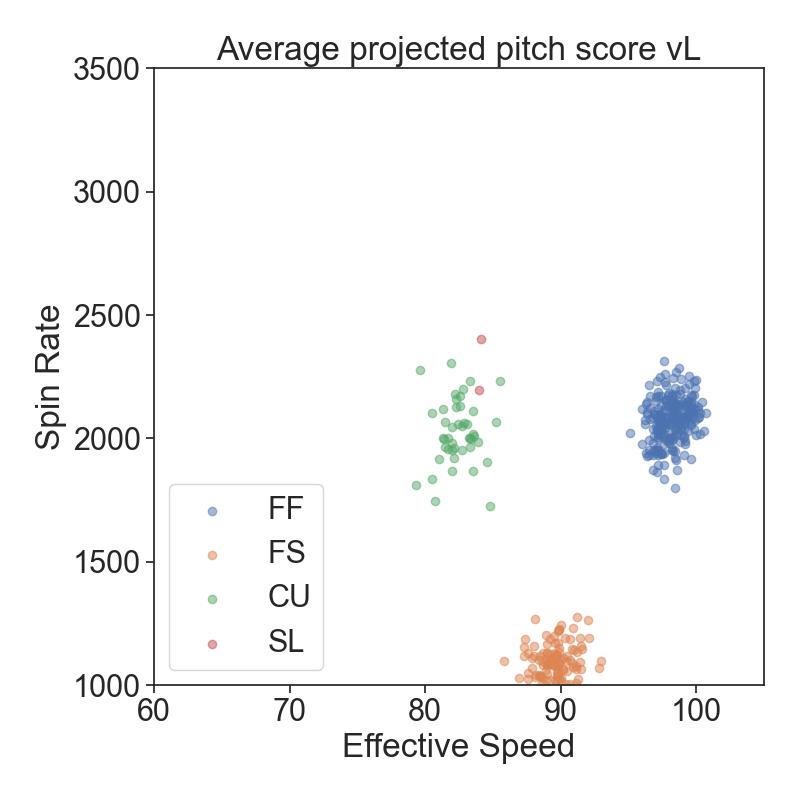 Average projected pitch score vL
3500
3000
2500
2000
1500
1000
Spin Rate
FF
FS
CU
SL
60 70 80 90 100
Effective Speed